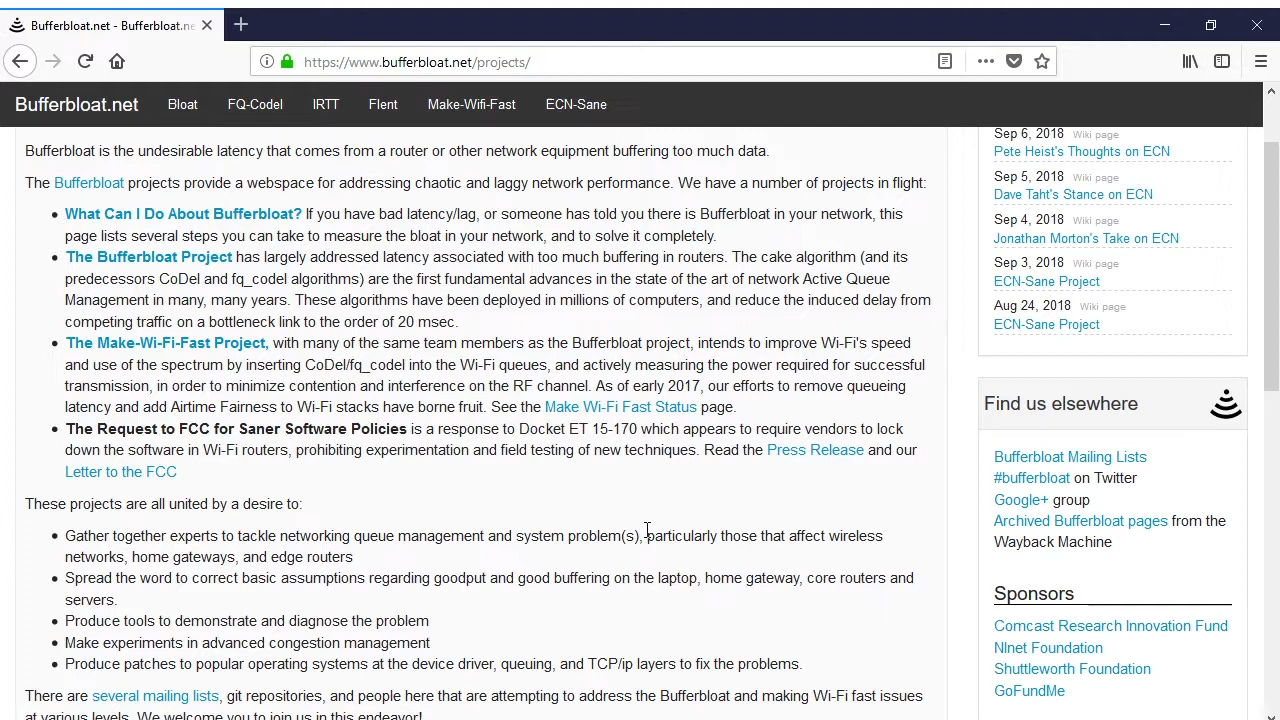 Bufferbloat.net - Bufferbloat.ne
https://www.bufferbloat.net/projects/
Bufferbloat.net Bloat FQ-Codel IRTT Flent Make-Wifi-Fast ECN-Sane
Bufferbloat is the undesirable latency that comes from a router or other network equipment buffering too much data.
The Bufferbloat projects provide a webspace for addressing chaotic and laggy network performance. We have a number of projects in flight:
• What Can I Do About Bufferbloat? If you have bad latency/lag, or someone has told you there is Bufferbloat in your network, this
page lists several steps you can take to measure the bloat in your network, and to solve it completely.
• The Bufferbloat Project has largely addressed latency associated with too much buffering in routers. The cake algorithm (and its
predecessors CoDel and fq_codel algorithms) are the first fundamental advances in the state of the art of network Active Queue
Management in many, many years. These algorithms have been deployed in millions of computers, and reduce the induced delay from
competing traffic on a bottleneck link to the order of 20 msec.
• The Make-Wi-Fi-Fast Project, with many of the same team members as the Bufferbloat project, intends to improve Wi-Fi's speed
and use of the spectrum by inserting CoDel/fq_codel into the Wi-Fi queues, and actively measuring the power required for successful
transmission, in order to minimize contention and interference on the RF channel. As of early 2017, our efforts to remove queueing
latency and add Airtime Fairness to Wi-Fi stacks have borne fruit. See the Make Wi-Fi Fast Status page.
• The Request to FCC for Saner Software Policies is a response to Docket ET 15-170 which appears to require vendors to lock
down the software in Wi-Fi routers, prohibiting experimentation and field testing of new techniques. Read the Press Release and our
Letter to the FCC
These projects are all united by a desire to:
• Gather together experts to tackle networking queue management and system problem(s), particularly those that affect wireless
networks, home gateways, and edge routers
• Spread the word to correct basic assumptions regarding goodput and good buffering on the laptop, home gateway, core routers and
servers.
• Produce tools to demonstrate and diagnose the problem
• Make experiments in advanced congestion management
• Produce patches to popular operating systems at the device driver, queuing, and TCP/ip layers to fix the problems.
There are several mailing lists, git repositories, and people here that are attempting to address the Bufferbloat and making Wi-Fi fast issues
at various levels. We welcome you to join us in this endeavor!
Sep 6, 2018 Wiki page
Pete Heist's Thoughts on ECN
Sep 5, 2018 Wiki page
Dave Taht's Stance on ECN
Sep 4, 2018 Wiki page
Jonathan Morton's Take on ECN
Sep 3, 2018 Wiki page
ECN-Sane Project
Aug 24, 2018 Wiki page
ECN-Sane Project
Find us elsewhere
Bufferbloat Mailing Lists
#bufferbloat on Twitter
Google+ group
Archived Bufferbloat pages from the
Wayback Machine
Sponsors
Comcast Research Innovation Fund
Nlnet Foundation
Shuttleworth Foundation
GoFundMe